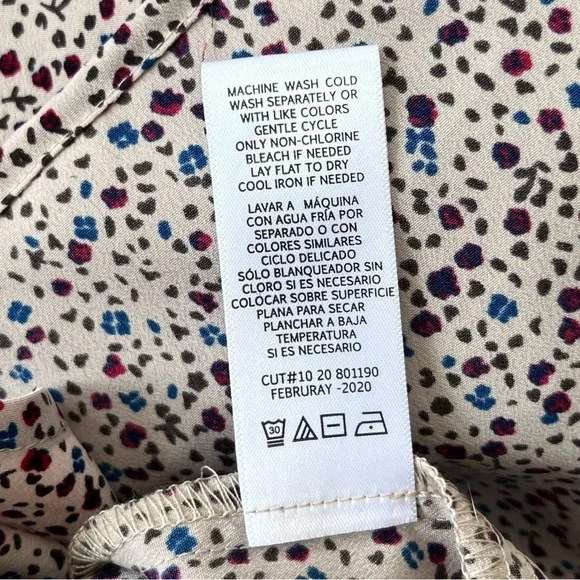 MACHINE WASH COLD
WASH SEPARATELY OR
WITH LIKE COLORS
GENTLE CYCLE
ONLY NON-CHLORINE
BLEACH IF NEEDED
LAY FLAT TO DRY
COOL IRON IF NEEDED
LAVAR A MÁQUINA
CON AGUA FRÍA POR
SEPARADO O CON
COLORES SIMILARES
CICLO DELICADO
SÓLO BLANQUEADOR SIN
CLORO SI ES NECESARIO
COLOCAR SOBRE SUPERFICIE
PLANA PARA SECAR
PLANCHAR A BAJA
TEMPERATURA
SI ES NECESARIO
CUT#10 20 801190
FEBRURAY -2020
30